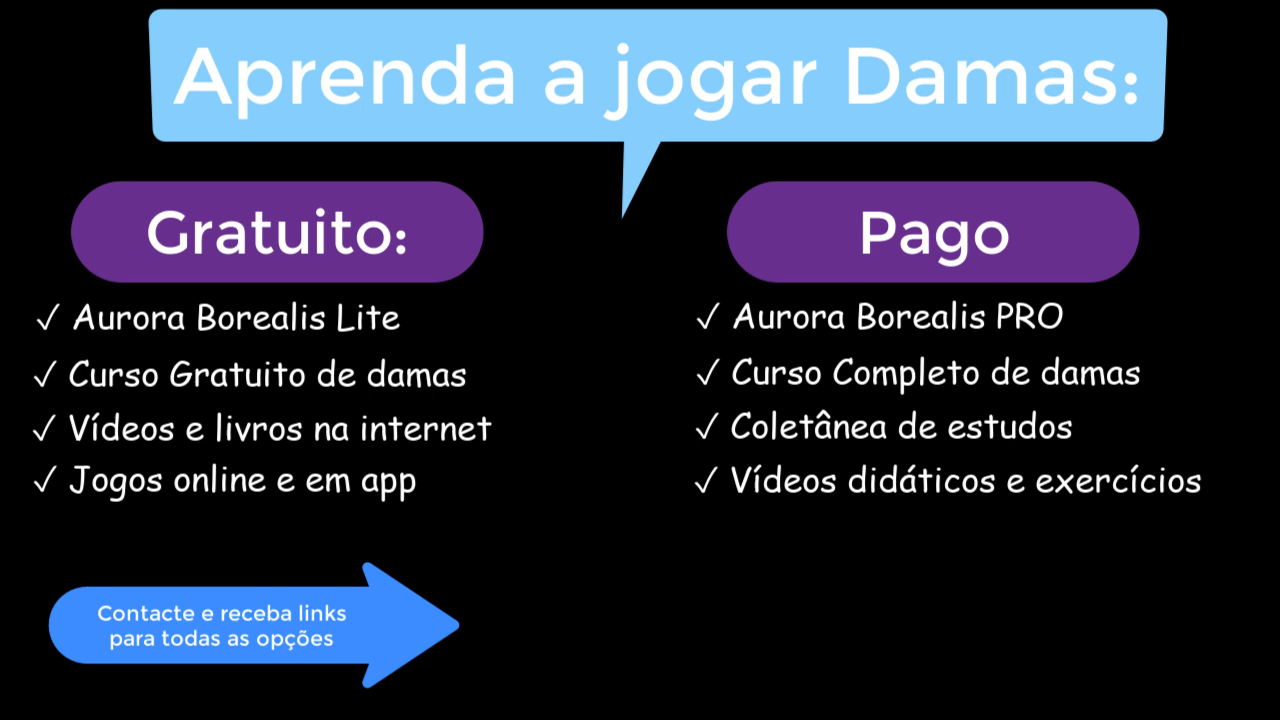 Aprenda a jogar Damas:
Gratuito:
✓ Aurora Borealis Lite
✓ Curso Gratuito de damas
✓ Vídeos e livros na internet
✓ Jogos online e em app
Pago
✓ Aurora Borealis PRO
✓ Curso Completo de damas
✓ Coletânea de estudos
✓ Vídeos didáticos e exercícios
Contacte e receba links
para todas as opções